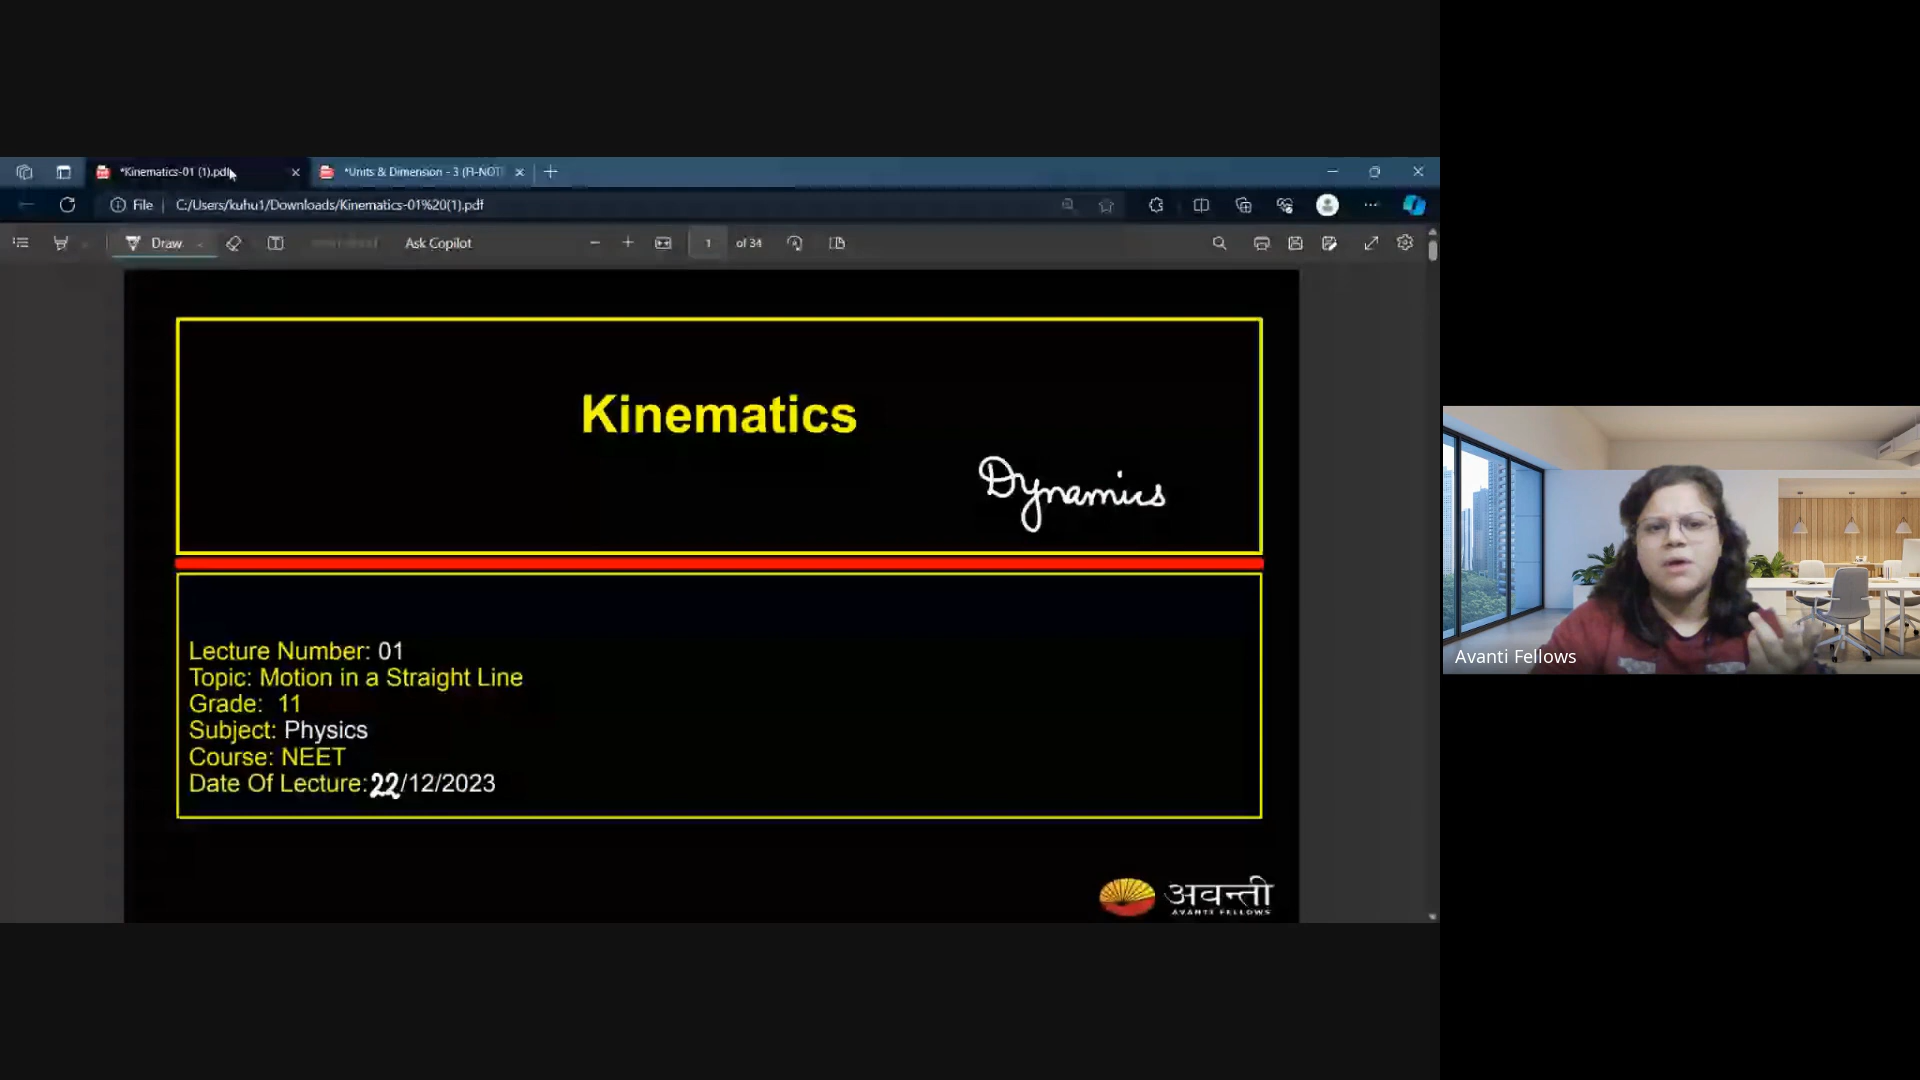 *Kinematics-01 (1).pdf
*Units & Dimension - 3 (FI-NOT
File
C:/Users/kuhu1/Downloads/Kinematics-01%20(1).pdf
Draw
Ask Copilot
1
of 34
Kinematics
Dynamics
Lecture Number: 01
Topic: Motion in a Straight Line
Grade: 11
Subject: Physics
Course: NEET
Date Of Lecture:22/12/2023
अवन्ती
AVANTI FELLOWS
Avanti Fellows